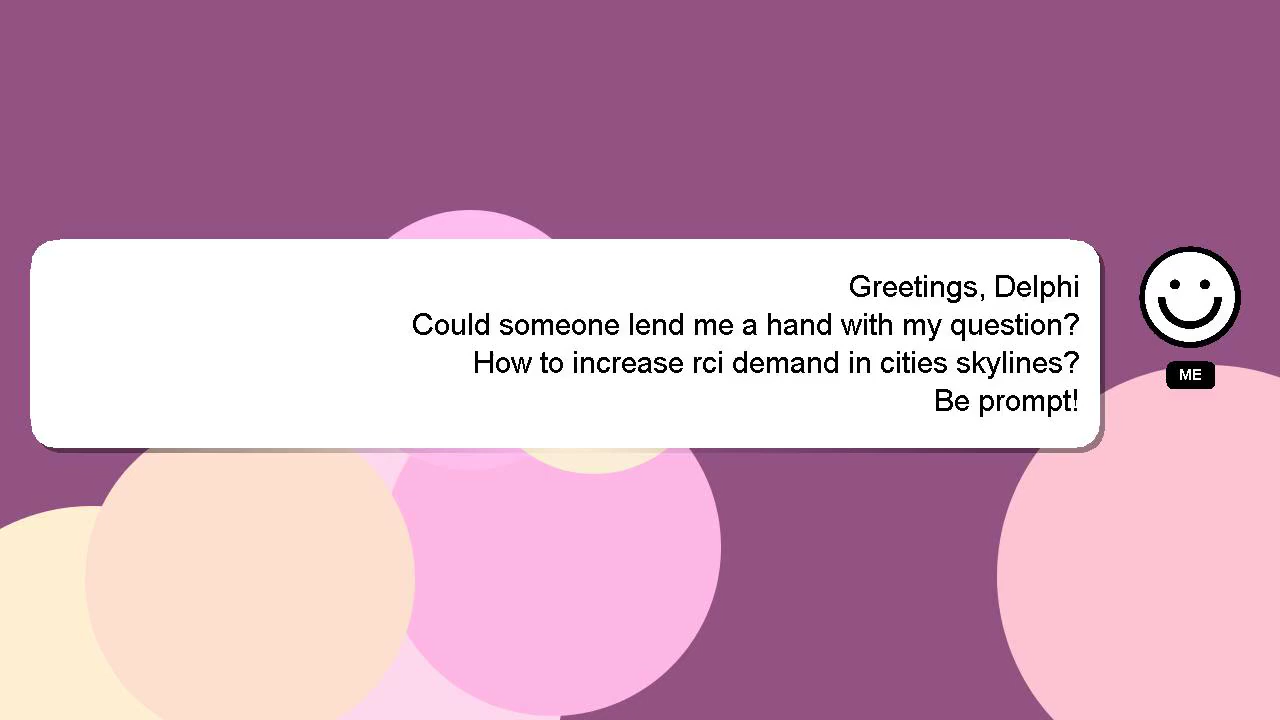 Greetings, Delphi
Could someone lend me a hand with my question?
How to increase rci demand in cities skylines?
Be prompt!
ME